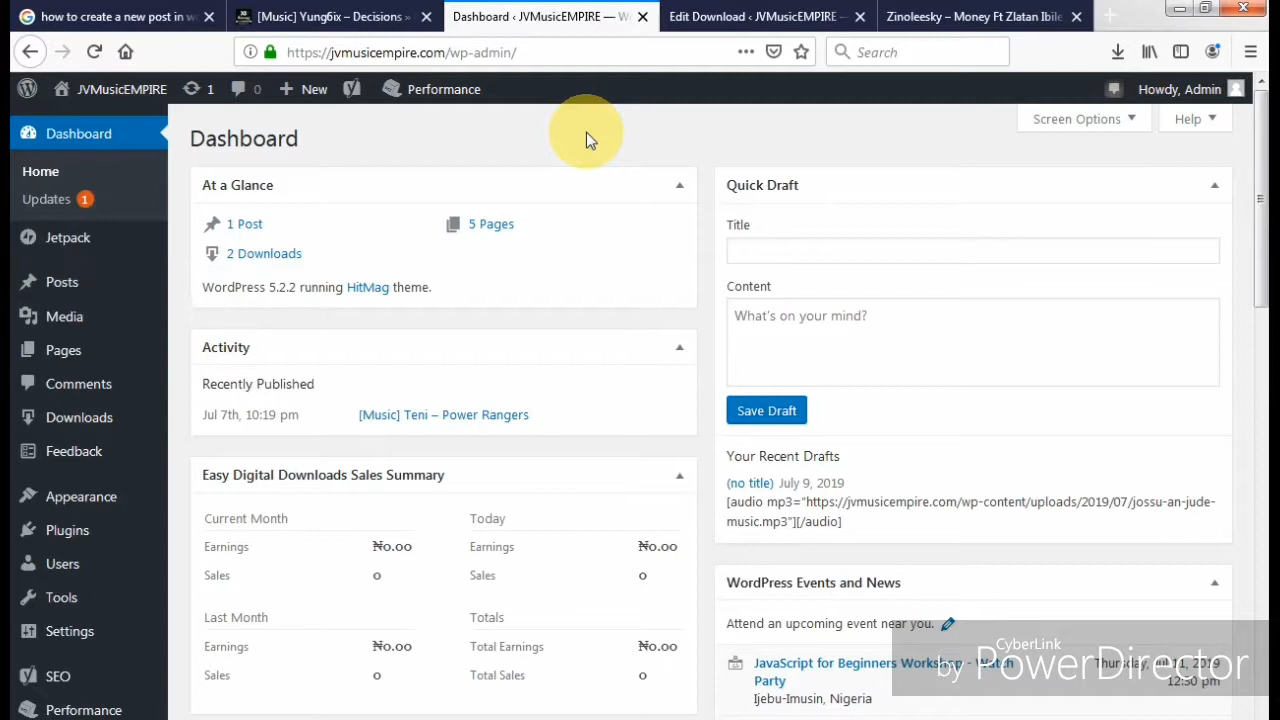 how to create a new post in w
[Music] Yung6ix – Decisions »
Dashboard ‹ JVMusicEMPIRE — W
Edit Download ‹ JVMusicEMPIRE —
Zinoleesky – Money Ft Zlatan Ibile
https://jvmusicempire.com/wp-admin/
Search
JVMusicEMPIRE
1
0
New
Performance
Howdy, Admin
Dashboard
Home
Updates 1
Jetpack
Posts
Media
Pages
Comments
Downloads
Feedback
Appearance
Plugins
Users
Tools
Settings
SEO
Performance
Dashboard
Screen Options
Help
At a Glance
1 Post
5 Pages
2 Downloads
WordPress 5.2.2 running HitMag theme.
Activity
Recently Published
Jul 7th, 10:19 pm [Music] Teni – Power Rangers
Easy Digital Downloads Sales Summary
Current Month
Earnings ₦0.00
Sales 0
Today
Earnings ₦0.00
Sales 0
Last Month
Earnings ₦0.00
Sales 0
Totals
Total Earnings ₦0.00
Total Sales 0
Quick Draft
Title
Content
What's on your mind?
Save Draft
Your Recent Drafts
(no title) July 9, 2019
[audio mp3="https://jvmusicempire.com/wp-content/uploads/2019/07/jossu-an-jude-
music.mp3"][/audio]
WordPress Events and News
Attend an upcoming event near you.
JavaScript for Beginners Workshop - Watch
Party
Ijebu-Imusin, Nigeria
Thursday, Jul 11, 2019
12:30 pm
CyberLink
by PowerDirector